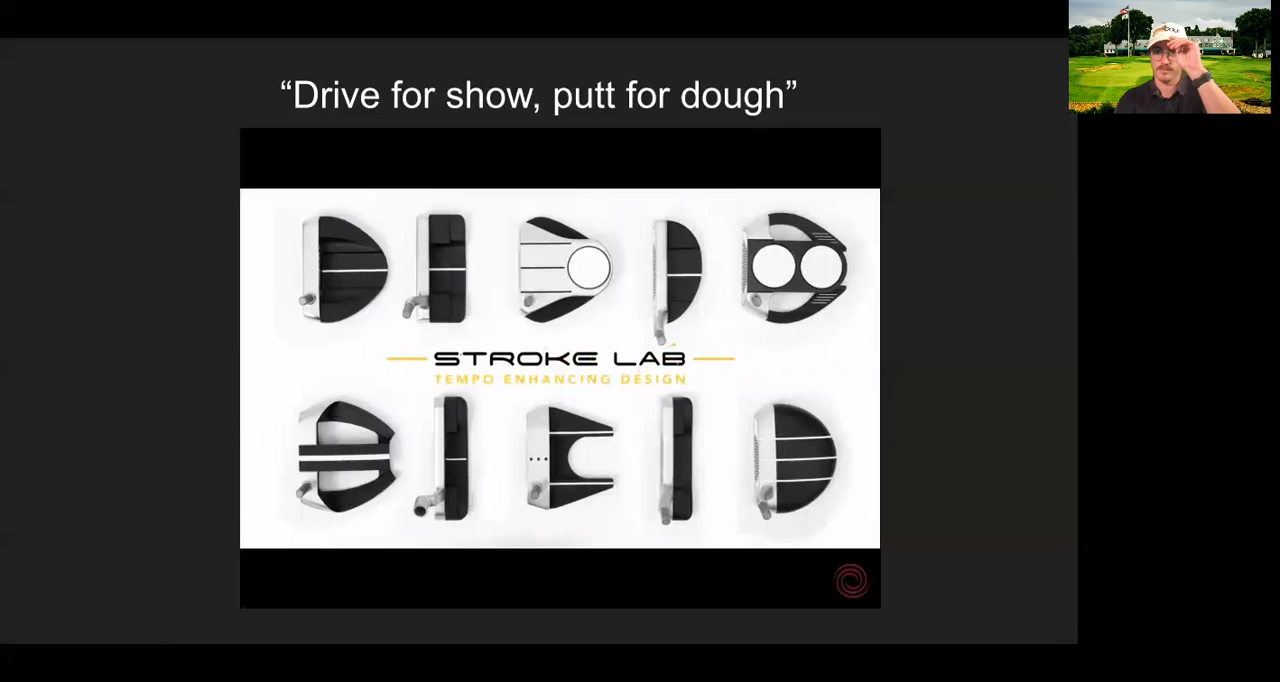 “Drive for show, putt for dough”
STROKE LAB
TEMPO ENHANCING DESIGN